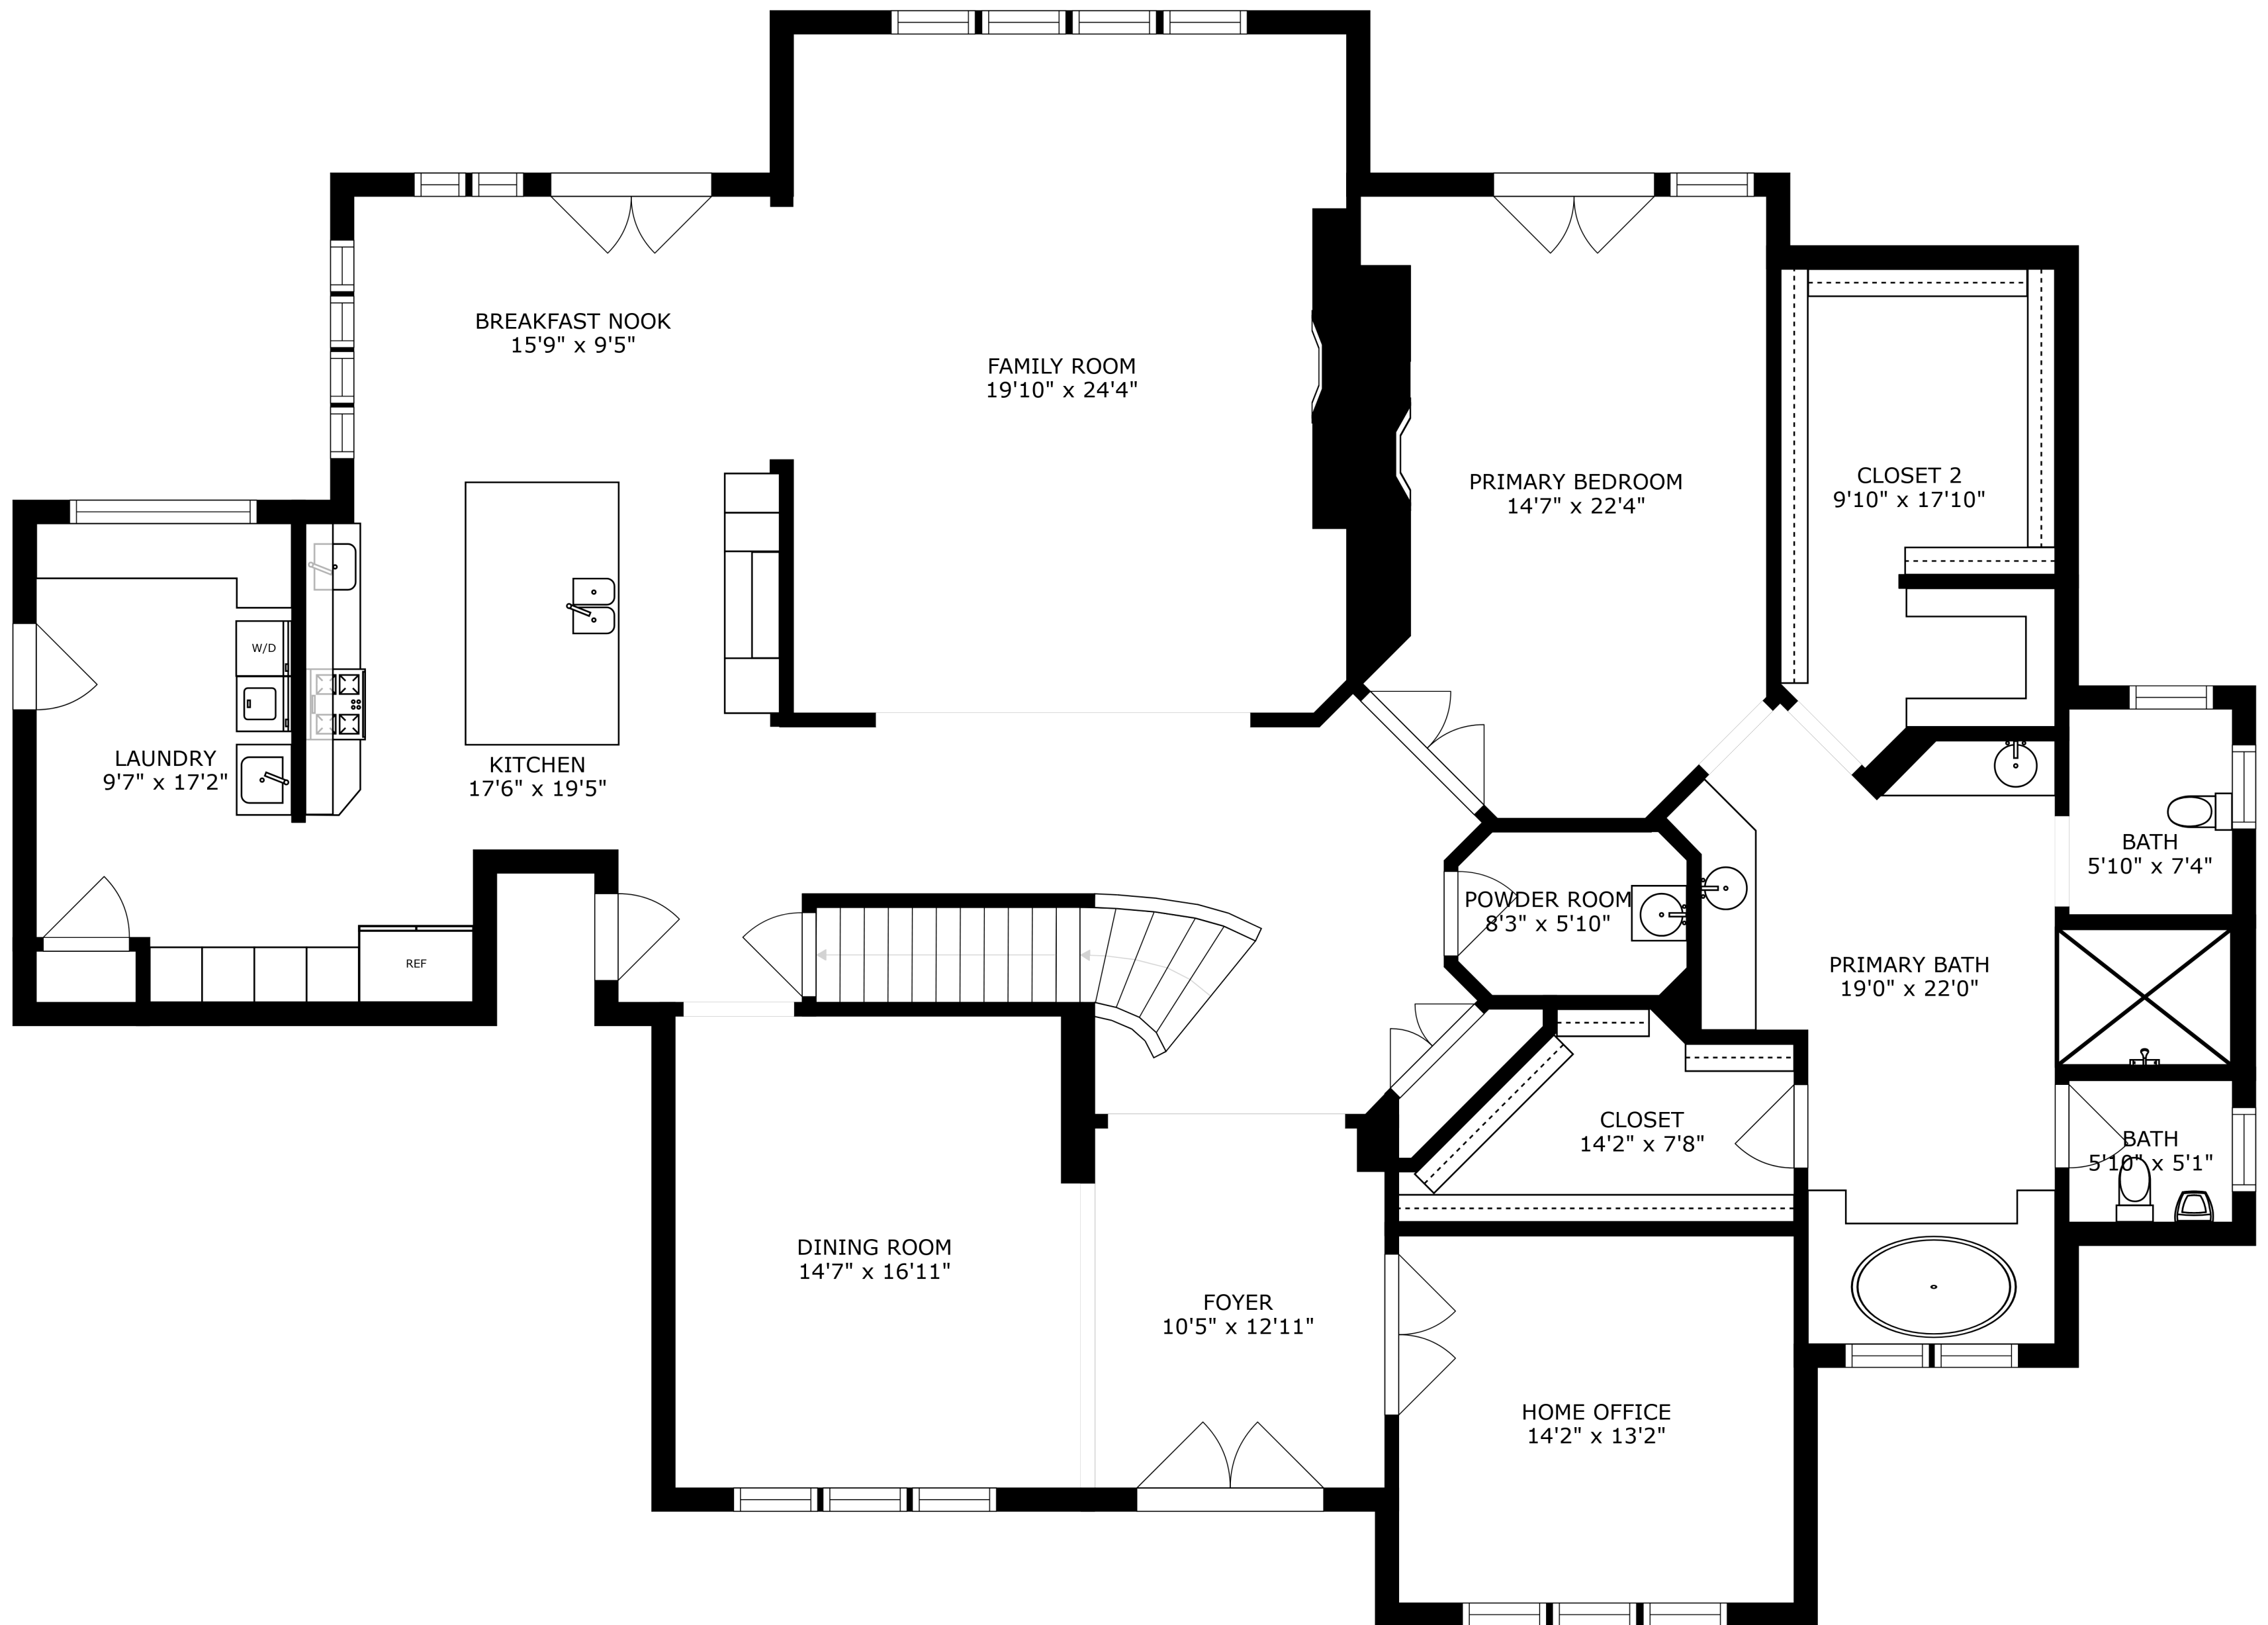 BREAKFAST NOOK
15'9" x 9'5"
FAMILY ROOM
19'10" x 24'4"
PRIMARY BEDROOM
14'7" x 22'4"
CLOSET 2
9'10" x 17'10"
W/D
LAUNDRY
9'7" x 17'2"
KITCHEN
17'6" x 19'5"
BATH
5'10" x 7'4"
POWDER ROOM
8'3" x 5'10"
REF
PRIMARY BATH
19'0" x 22'0"
CLOSET
14'2" x 7'8"
BATH
5'10" x 5'1"
DINING ROOM
14'7" x 16'11"
FOYER
10'5" x 12'11"
HOME OFFICE
14'2" x 13'2"